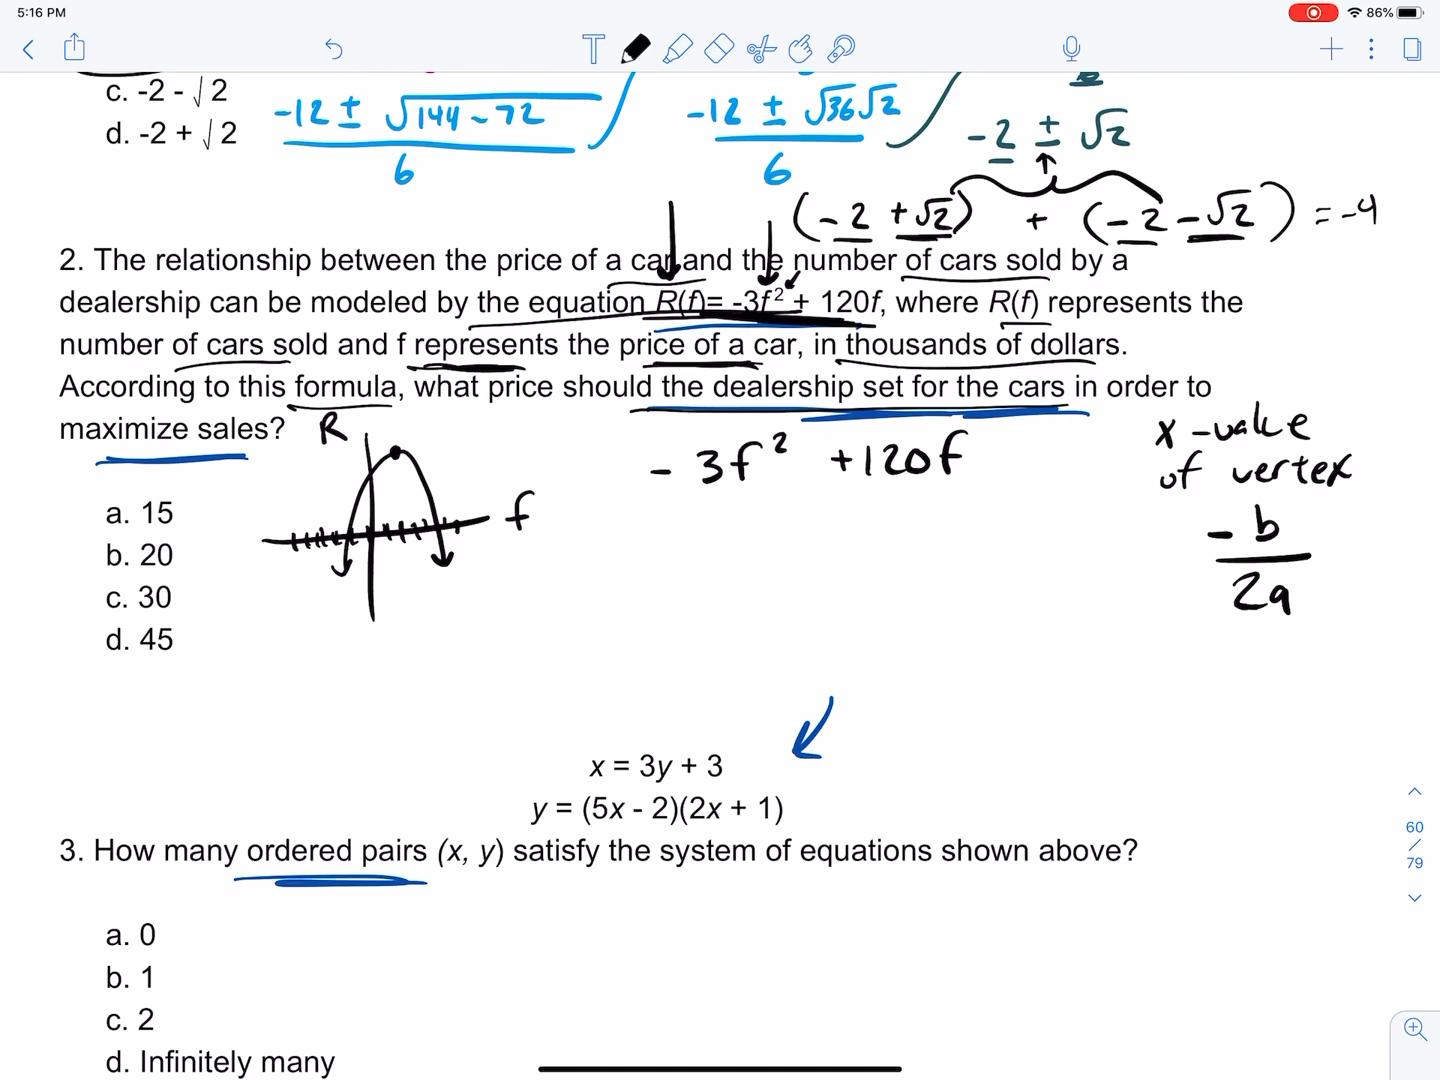 5:16 PM
86%
T
c. -2 - √2
d. -2 + √2
-12 ± √144 - 72
6
-12 ± √36 √2
6
-2 ± √2
(-2 + √2) + (-2 - √2) = -4
2. The relationship between the price of a car and the number of cars sold by a
dealership can be modeled by the equation R(f)= -3f² + 120f, where R(f) represents the
number of cars sold and f represents the price of a car, in thousands of dollars.
According to this formula, what price should the dealership set for the cars in order to
maximize sales?
R
f
-3f² +120f
x-value
of vertex
-b
2a
a. 15
b. 20
c. 30
d. 45
x = 3y + 3
y = (5x - 2)(2x + 1)
3. How many ordered pairs (x, y) satisfy the system of equations shown above?
a. 0
b. 1
c. 2
d. Infinitely many
60
/
79